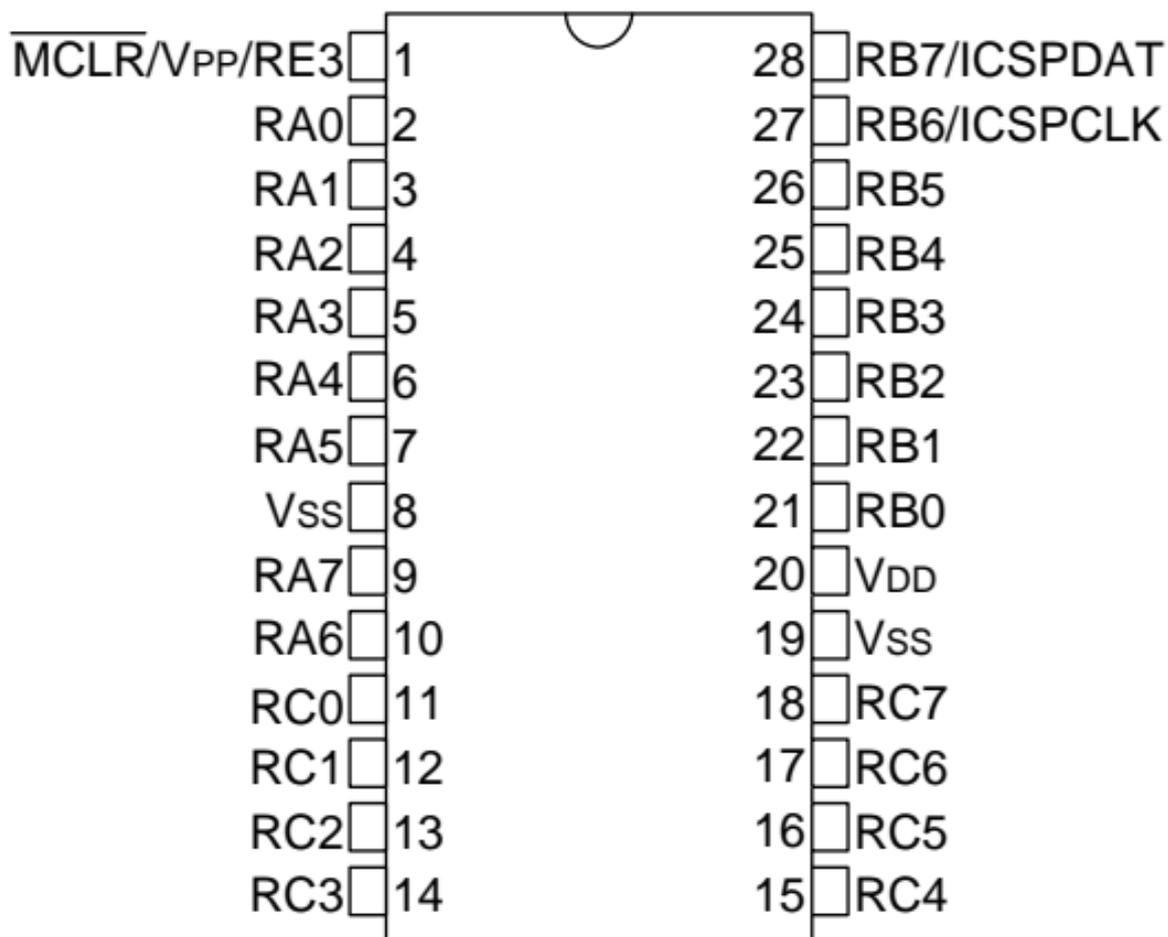 MCLR/VPP/RE3 1 28 RB7/ICSPDAT
RA0 2 27 RB6/ICSPCLK
RA1 3 26 RB5
RA2 4 25 RB4
RA3 5 24 RB3
RA4 6 23 RB2
RA5 7 22 RB1
VSS 8 21 RB0
RA7 9 20 VDD
RA6 10 19 VSS
RC0 11 18 RC7
RC1 12 17 RC6
RC2 13 16 RC5
RC3 14 15 RC4